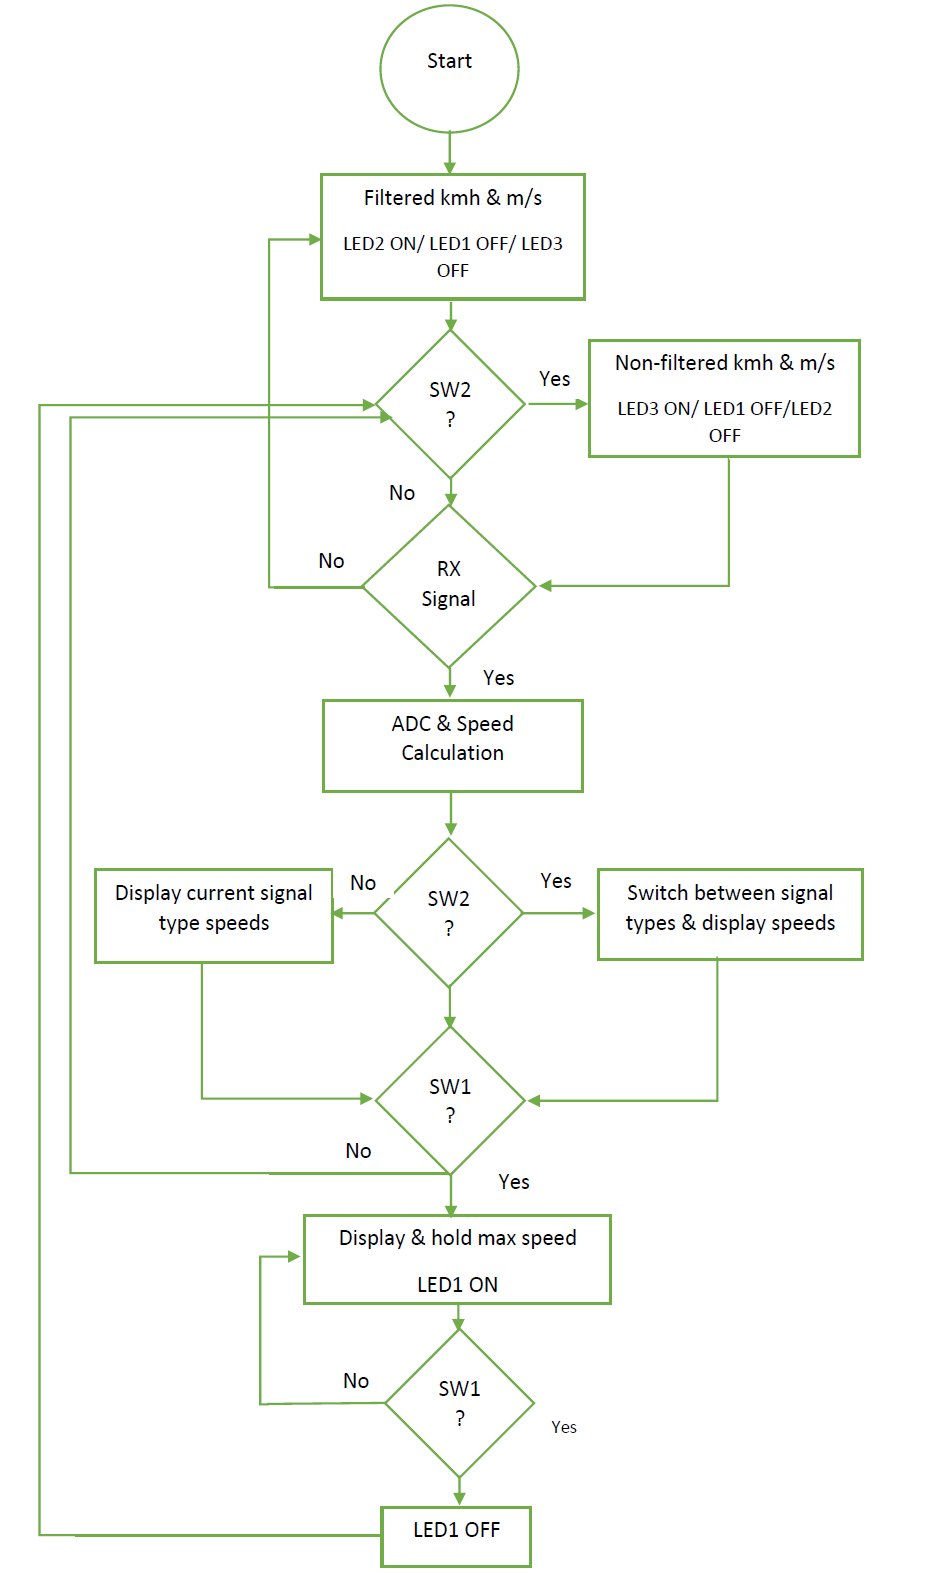 Start
Filtered kmh & m/s
LED2 ON/ LED1 OFF/ LED3
OFF
SW2
?
Yes
Non-filtered kmh & m/s
LED3 ON/ LED1 OFF/LED2
OFF
No
No
RX
Signal
Yes
ADC & Speed
Calculation
Display current signal
type speeds
No
SW2
?
Yes
Switch between signal
types & display speeds
SW1
?
No
Yes
Display & hold max speed
LED1 ON
No
SW1
?
Yes
LED1 OFF